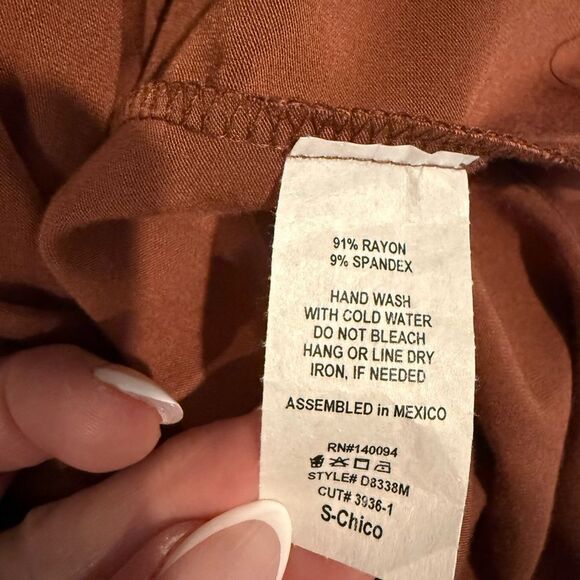 91% RAYON
9% SPANDEX
HAND WASH
WITH COLD WATER
DO NOT BLEACH
HANG OR LINE DRY
IRON, IF NEEDED
ASSEMBLED in MEXICO
RN#140094
STYLE# D8338M
CUT# 3936-1
S-Chico